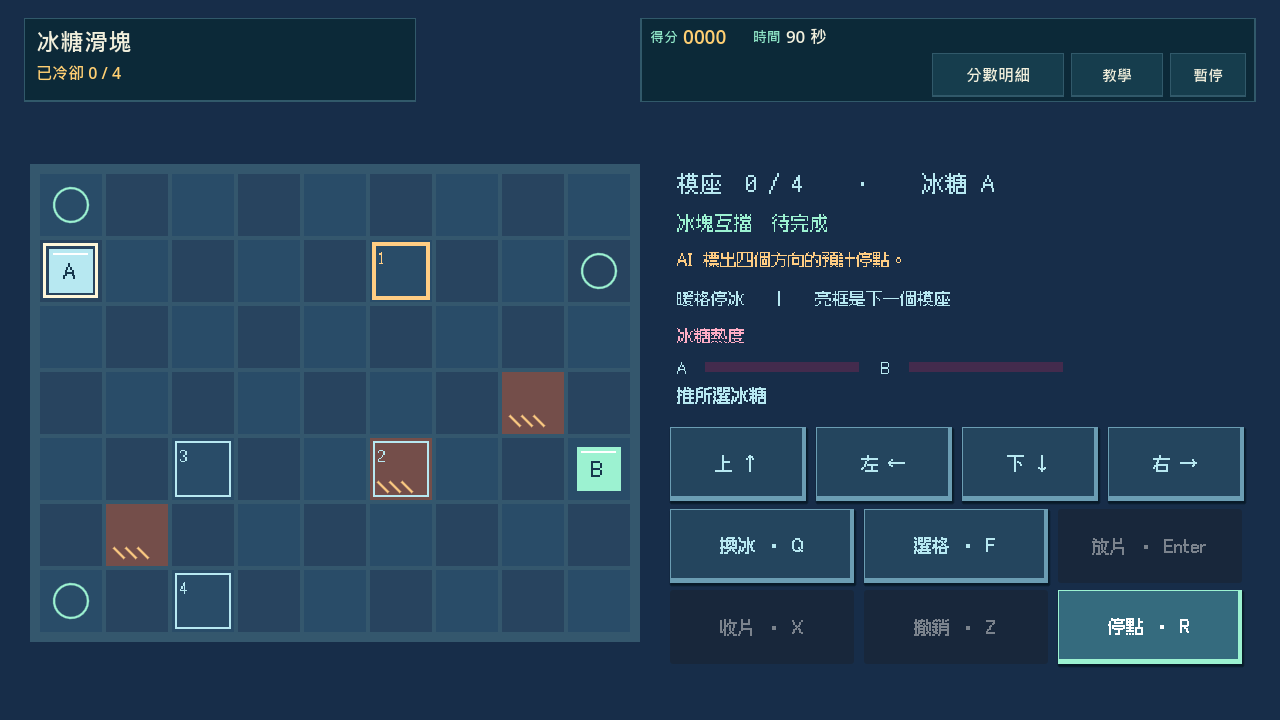 冰糖滑塊
已冷卻 0 / 4
得分 0000 時間 90 秒
分數明細 教學 暫停
模座 0 / 4 · 冰糖 A
冰塊互擋 待完成
AI 標出四個方向的預計停點。
暖格停冰 | 亮框是下一個模座
冰糖熱度
A B
推所選冰糖
上 ↑ 左 ← 下 ↓ 右 →
換冰 · Q 選格 · F 放片 · Enter
收片 · X 撤銷 · Z 停點 · R
A 1
3 2 B
4